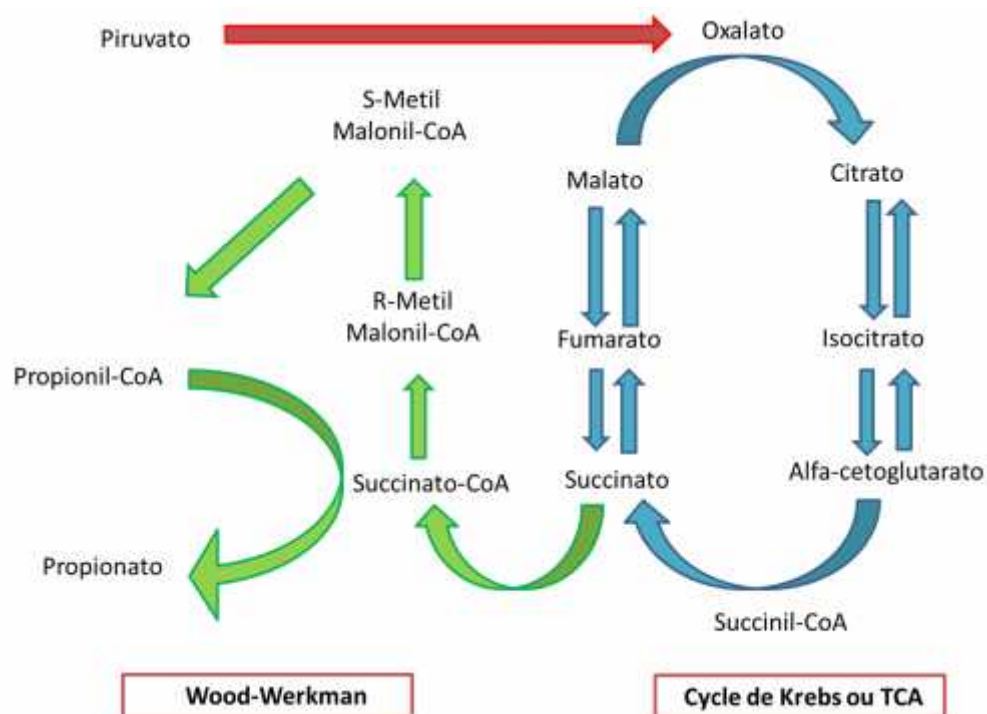 Piruvato
Oxalato
S-Metil
Malonil-CoA
Malato
Citrato
R-Metil
Malonil-CoA
Fumarato
Isocitrato
Propionil-CoA
Succinato-CoA
Succinato
Alfa-cetoglutarato
Propionato
Succinil-CoA
Wood-Werkman
Cycle de Krebs ou TCA